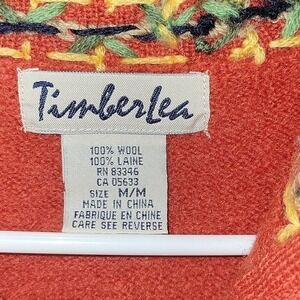 TimberLea
100% WOOL
100% LAINE
RN 83346
CA 05633
SIZE M/M
MADE IN CHINA
FABRIQUE EN CHINE
CARE SEE REVERSE